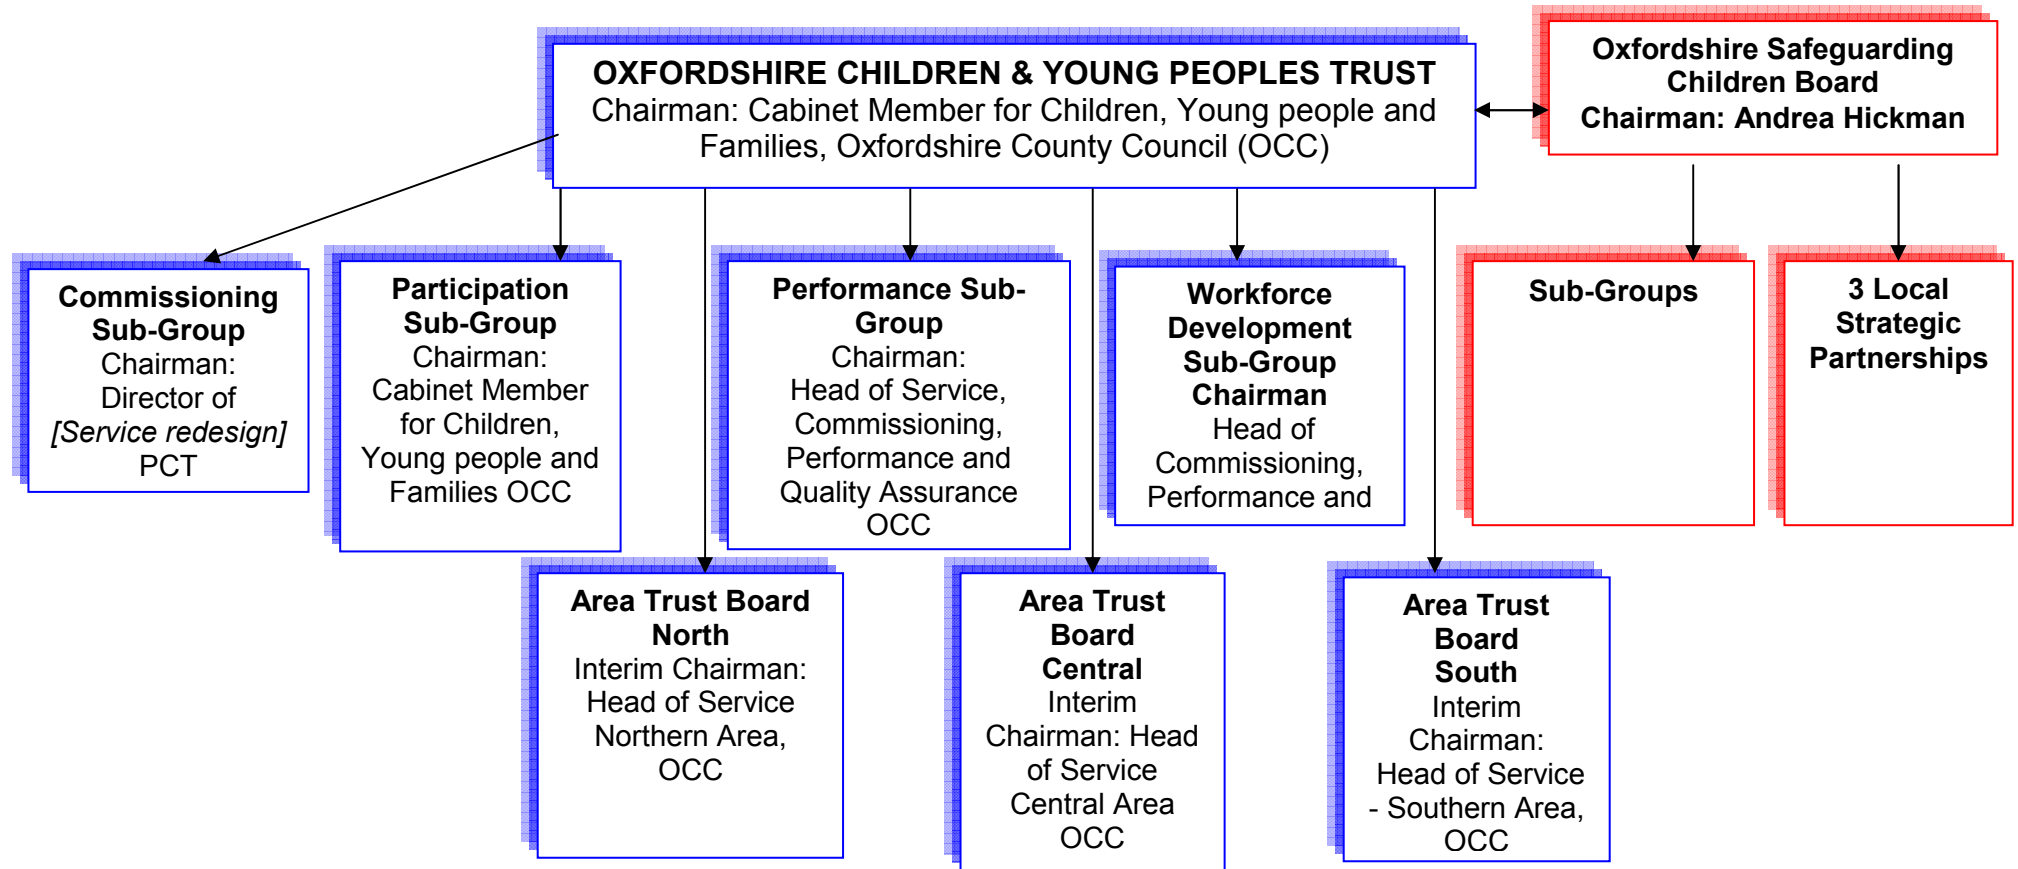 OXFORDSHIRE CHILDREN & YOUNG PEOPLES TRUST
Chairman: Cabinet Member for Children, Young people and
Families, Oxfordshire County Council (OCC)
Oxfordshire Safeguarding
Children Board
Chairman: Andrea Hickman
Commissioning
Sub-Group
Chairman:
Director of
[Service redesign]
PCT
Participation
Sub-Group
Chairman:
Cabinet Member
for Children,
Young people and
Families OCC
Performance Sub-
Group
Chairman:
Head of Service,
Commissioning,
Performance and
Quality Assurance
OCC
Workforce
Development
Sub-Group
Chairman
Head of
Commissioning,
Performance and
Sub-Groups
3 Local
Strategic
Partnerships
Area Trust Board
North
Interim Chairman:
Head of Service
Northern Area,
OCC
Area Trust
Board
Central
Interim
Chairman: Head
of Service
Central Area
OCC
Area Trust
Board
South
Interim
Chairman:
Head of Service
- Southern Area,
OCC